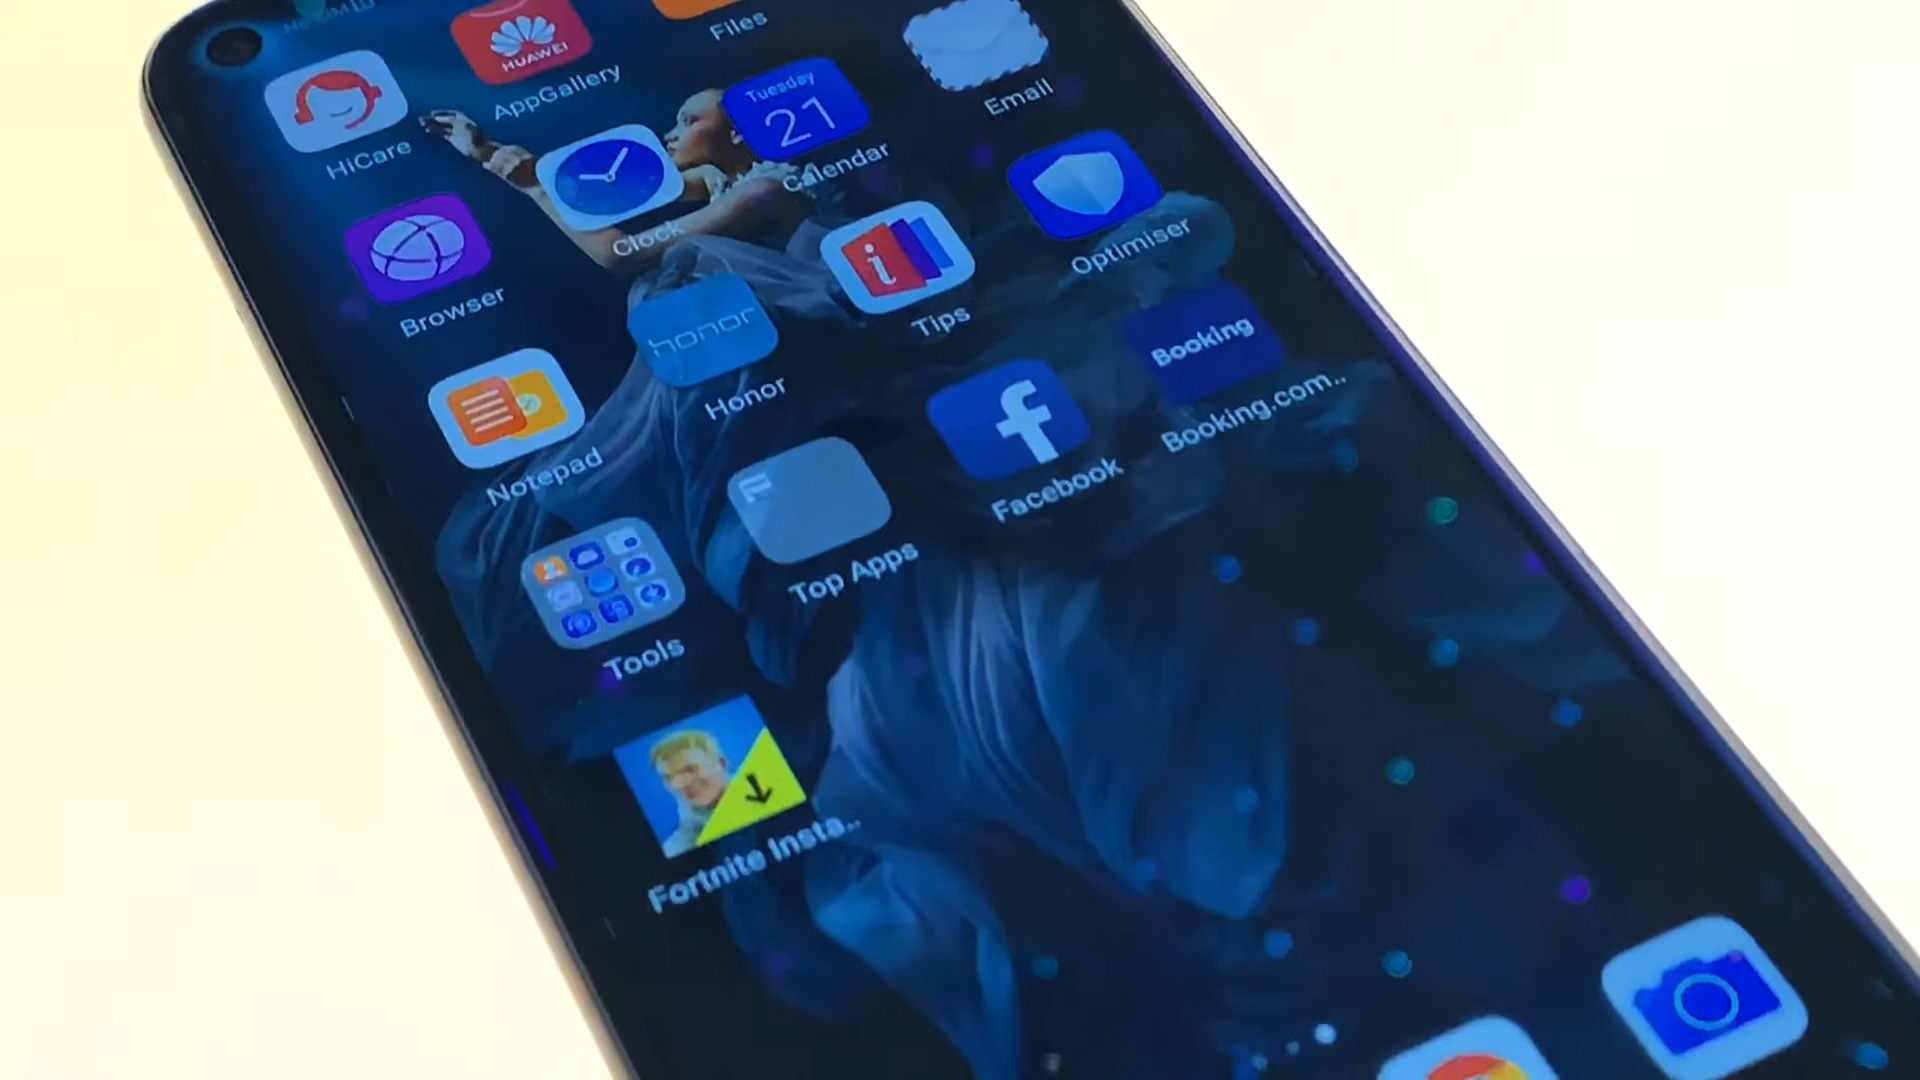 HUAWEI
Files
AppGallery
HiCare
Tuesday
21
Email
Calendar
Clock
Browser
Optimiser
honor
Tips
Honor
Booking
Booking.com..
Notepad
Facebook
Top Apps
Tools
Fortnite Insta..